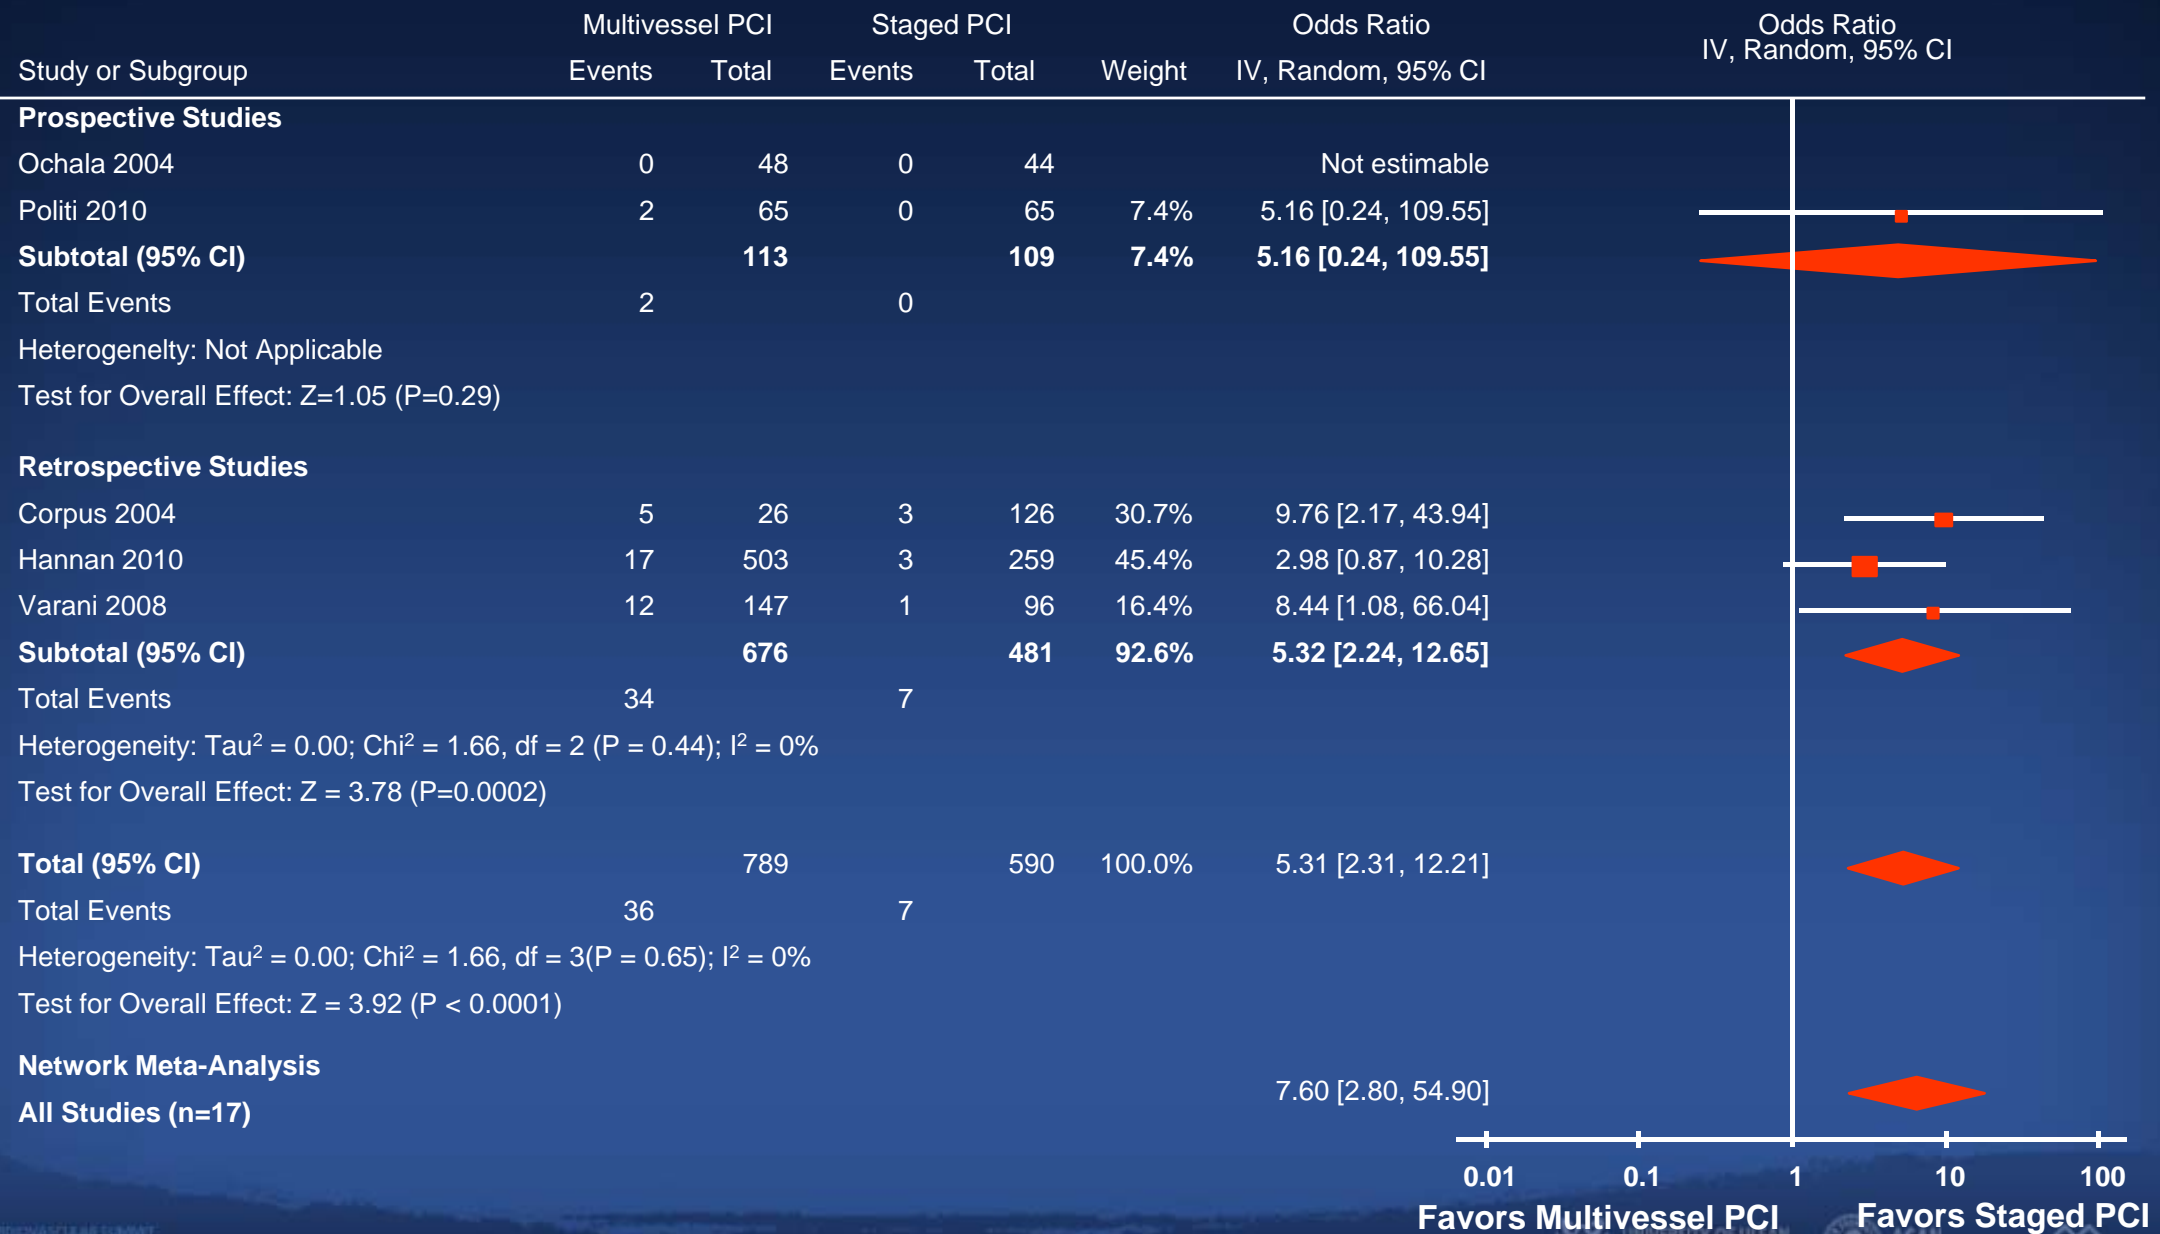 Multivessel PCI Staged PCI Odds Ratio Odds Ratio
Study or Subgroup Events Total Events Total Weight IV, Random, 95% CI IV, Random, 95% CI
Prospective Studies
Ochala 2004 0 48 0 44 Not estimable
Politi 2010 2 65 0 65 7.4% 5.16 [0.24, 109.55]
Subtotal (95% CI) 113 109 7.4% 5.16 [0.24, 109.55]
Total Events 2 0
Heterogenelty: Not Applicable
Test for Overall Effect: Z=1.05 (P=0.29)
Retrospective Studies
Corpus 2004 5 26 3 126 30.7% 9.76 [2.17, 43.94]
Hannan 2010 17 503 3 259 45.4% 2.98 [0.87, 10.28]
Varani 2008 12 147 1 96 16.4% 8.44 [1.08, 66.04]
Subtotal (95% CI) 676 481 92.6% 5.32 [2.24, 12.65]
Total Events 34 7
Heterogeneity: Tau² = 0.00; Chi² = 1.66, df = 2 (P = 0.44); I² = 0%
Test for Overall Effect: Z = 3.78 (P=0.0002)
Total (95% CI) 789 590 100.0% 5.31 [2.31, 12.21]
Total Events 36 7
Heterogeneity: Tau² = 0.00; Chi² = 1.66, df = 3(P = 0.65); I² = 0%
Test for Overall Effect: Z = 3.92 (P < 0.0001)
Network Meta-Analysis
7.60 [2.80, 54.90]
All Studies (n=17)
0.01 0.1 1 10 100
Favors Multivessel PCI Favors Staged PCI